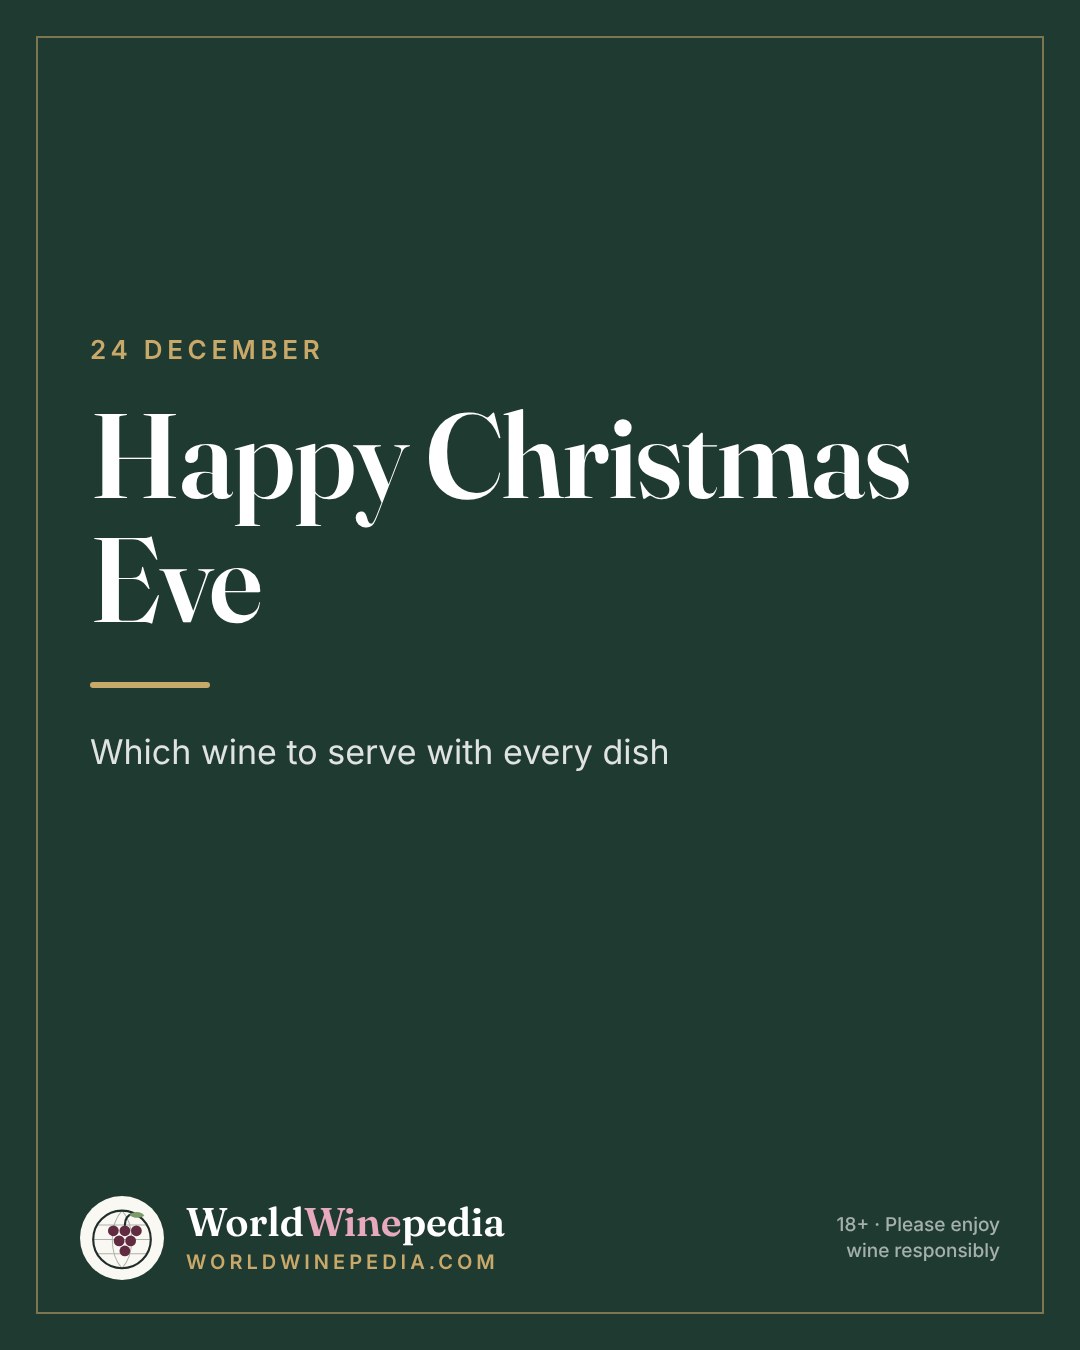 24 DECEMBER
Happy Christmas
Eve
Which wine to serve with every dish
WorldWinepedia
WORLDWINEPEDIA.COM
18+ · Please enjoy
wine responsibly